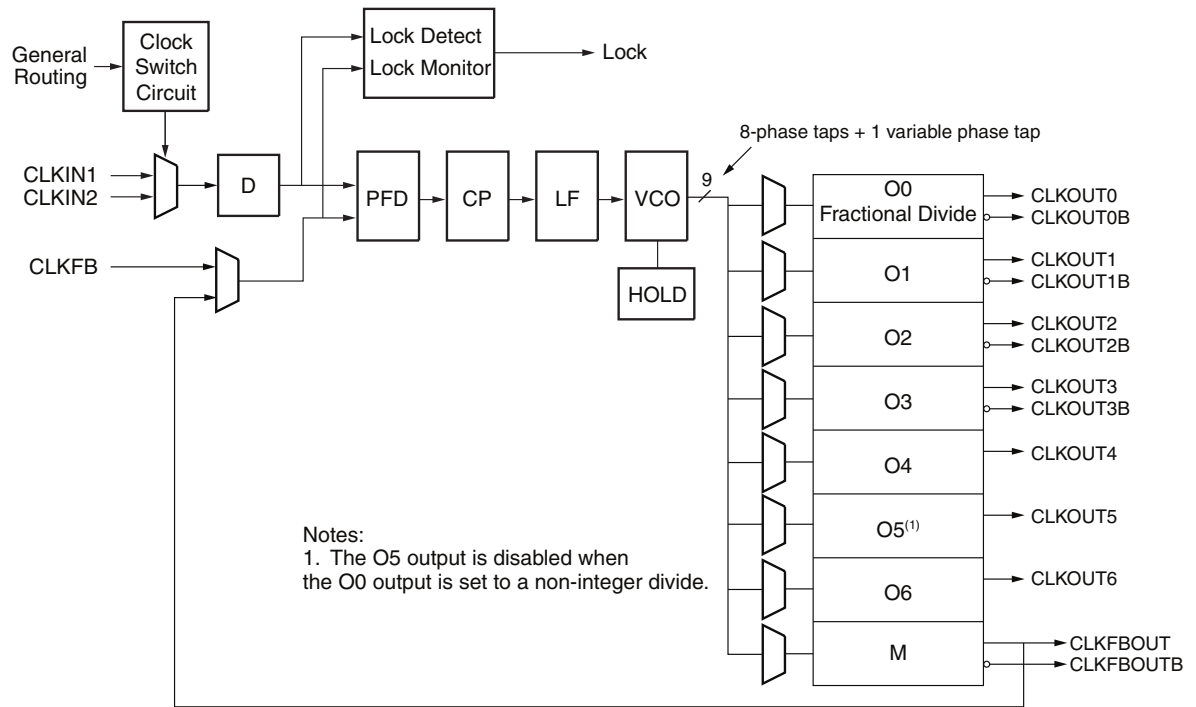 General
Routing
Clock
Switch
Circuit
Lock Detect
Lock Monitor
Lock
8-phase taps + 1 variable phase tap
CLKIN1
CLKIN2
D
PFD
CP
LF
VCO
9
HOLD
CLKFB
O0
Fractional Divide
CLKOUT0
CLKOUT0B
O1
CLKOUT1
CLKOUT1B
O2
CLKOUT2
CLKOUT2B
O3
CLKOUT3
CLKOUT3B
O4
CLKOUT4
O5(1)
CLKOUT5
O6
CLKOUT6
M
CLKFBOUT
CLKFBOUTB
Notes:
1. The O5 output is disabled when
the O0 output is set to a non-integer divide.